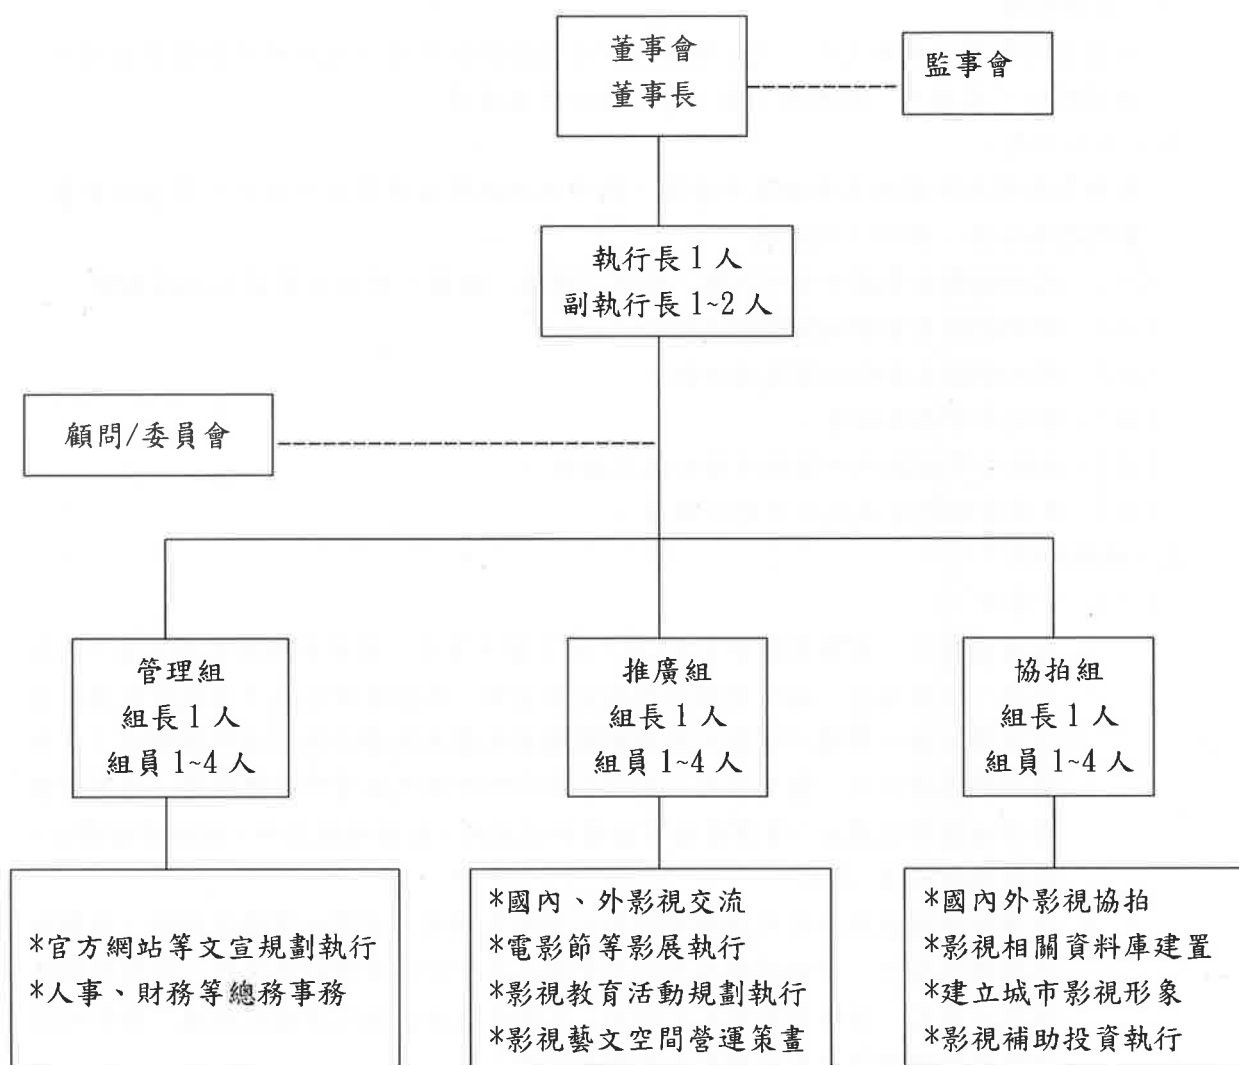 董事會
董事長
監事會
執行長 1 人
副執行長 1~2 人
顧問/委員會
管理組
組長 1 人
組員 1~4 人
推廣組
組長 1 人
組員 1~4 人
協拍組
組長 1 人
組員 1~4 人
*官方網站等文宣規劃執行
*人事、財務等總務事務
*國內、外影視交流
*電影節等影展執行
*影視教育活動規劃執行
*影視藝文空間營運策畫
*國內外影視協拍
*影視相關資料庫建置
*建立城市影視形象
*影視補助投資執行